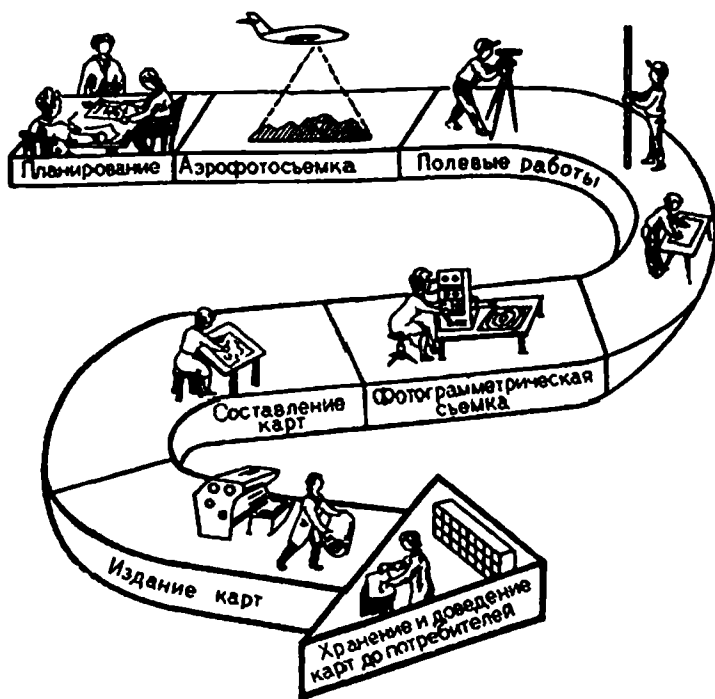 Планирование
Аэрофотосъемка
Полевые работы
Фотограмметрическая
съемка
Составление
карт
Издание карт
Хранение и доведение
карт до потребителей